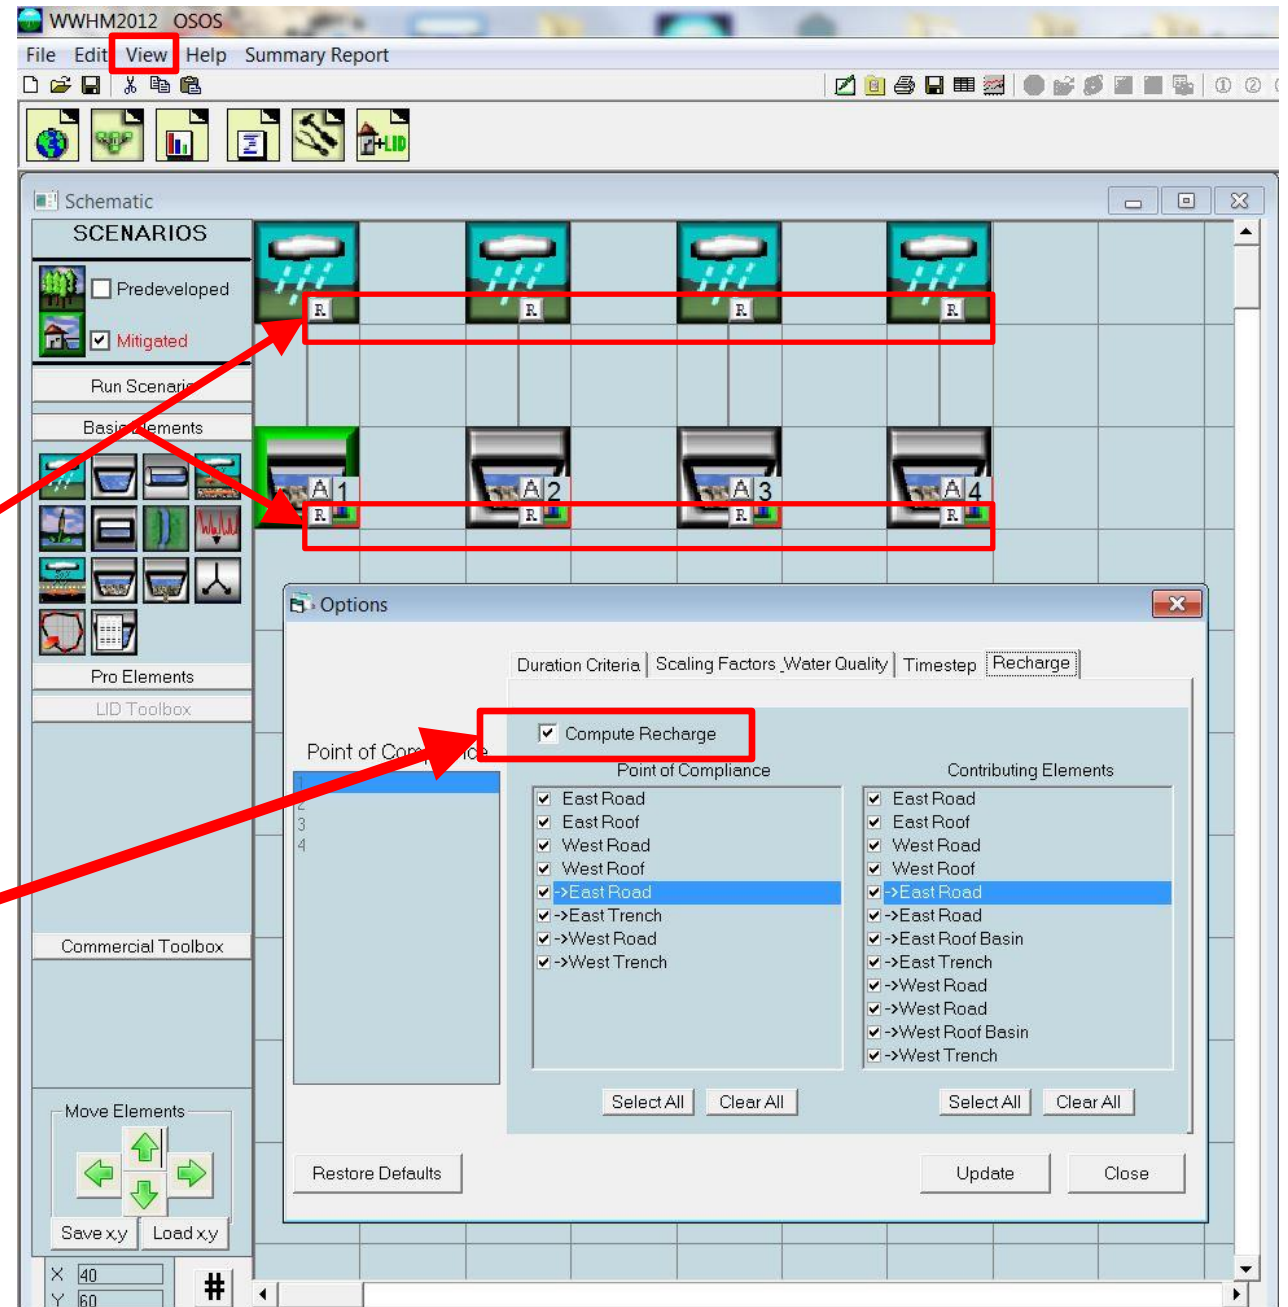 WWHM2012 OSOS
File Edit View Help Summary Report
+LID
Schematic
SCENARIOS
Predeveloped
Mitigated
Run Scenario
Basic Elements
Pro Elements
LID Toolbox
Commercial Toolbox
Move Elements
Save x,y Load x,y
X 40
Y 60
#
R R R R
A 1 A 2 A 3 A 4
R R R R
Options
Duration Criteria Scaling Factors Water Quality Timestep Recharge
Point of Compliance
1
2
3
4
Compute Recharge
Point of Compliance
East Road
East Roof
West Road
West Roof
->East Road
->East Trench
->West Road
->West Trench
Select All Clear All
Contributing Elements
East Road
East Roof
West Road
West Roof
->East Road
->East Road
->East Roof Basin
->East Trench
->West Road
->West Road
->West Roof Basin
->West Trench
Select All Clear All
Restore Defaults Update Close